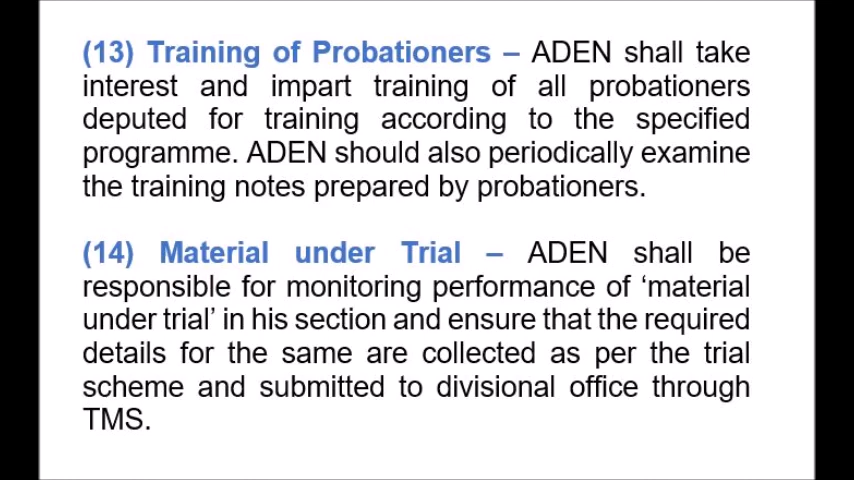 (13) Training of Probationers – ADEN shall take
interest and impart training of all probationers
deputed for training according to the specified
programme. ADEN should also periodically examine
the training notes prepared by probationers.
(14) Material under Trial – ADEN shall be
responsible for monitoring performance of ‘material
under trial’ in his section and ensure that the required
details for the same are collected as per the trial
scheme and submitted to divisional office through
TMS.